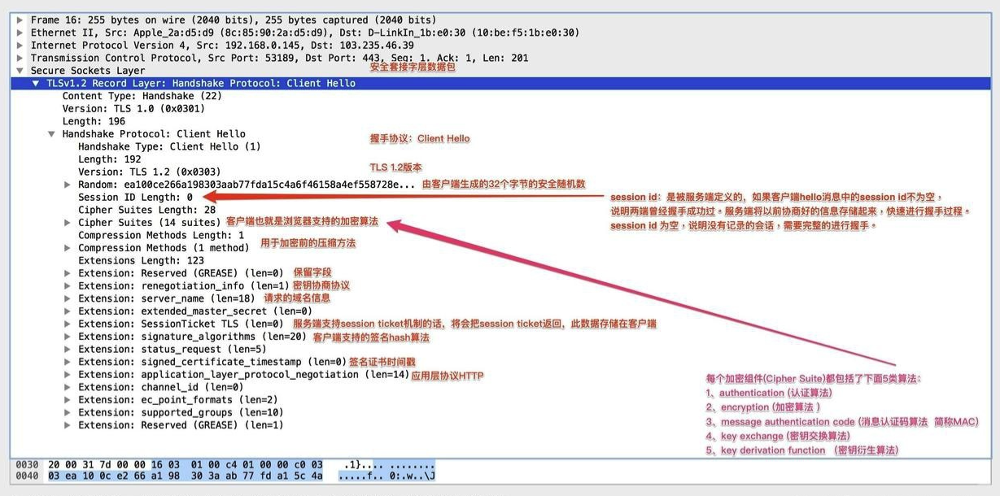 Frame 16: 255 bytes on wire (2040 bits), 255 bytes captured (2040 bits)
Ethernet II, Src: Apple_2a:d5:d9 (8c:85:90:2a:d5:d9), Dst: D-LinkIn_1b:e0:30 (10:be:f5:1b:e0:30)
Internet Protocol Version 4, Src: 192.168.0.145, Dst: 103.235.46.39
Transmission Control Protocol, Src Port: 53189, Dst Port: 443, Seq: 1, Ack: 1, Len: 201
Secure Sockets Layer 安全套接字层数据包
TLSv1.2 Record Layer: Handshake Protocol: Client Hello
Content Type: Handshake (22)
Version: TLS 1.0 (0x0301)
Length: 196
Handshake Protocol: Client Hello 握手协议：Client Hello
Handshake Type: Client Hello (1)
Length: 192
Version: TLS 1.2 (0x0303) TLS 1.2版本
Random: ea100ce266a198303aab77fda15c4a6f46158a4ef558728e... 由客户端生成的32个字节的安全随机数
Session ID Length: 0
session id：是被服务端定义的，如果客户端hello消息中的session id不为空，
说明两端曾经握手成功过。服务端将以前协商好的信息存储起来，快速进行握手过程。
session id 为空，说明没有记录的会话，需要完整的进行握手。
Cipher Suites Length: 28
Cipher Suites (14 suites) 客户端也就是浏览器支持的加密算法
Compression Methods Length: 1
Compression Methods (1 method) 用于加密前的压缩方法
Extensions Length: 123
Extension: Reserved (GREASE) (len=0) 保留字段
Extension: renegotiation_info (len=1) 密钥协商协议
Extension: server_name (len=18) 请求的域名信息
Extension: extended_master_secret (len=0)
Extension: SessionTicket TLS (len=0) 服务端支持session ticket机制的话，将会把session ticket返回，此数据存储在客户端
Extension: signature_algorithms (len=20) 客户端支持的签名hash算法
Extension: status_request (len=5)
Extension: signed_certificate_timestamp (len=0) 签名证书时间戳
Extension: application_layer_protocol_negotiation (len=14) 应用层协议HTTP
Extension: channel_id (len=0)
Extension: ec_point_formats (len=2)
Extension: supported_groups (len=10)
Extension: Reserved (GREASE) (len=1)
每个加密组件(Cipher Suite)都包括了下面5类算法：
1、authentication (认证算法)
2、encryption (加密算法 )
3、message authentication code (消息认证码算法 简称MAC)
4、key exchange (密钥交换算法)
5、key derivation function （密钥衍生算法)
0030 20 00 31 7d 00 00 16 03 01 00 c4 01 00 00 c0 03 .1}.... ........
0040 03 ea 10 0c e2 66 a1 98 30 3a ab 77 fd a1 5c 4a .....f.. 0:.w..\J